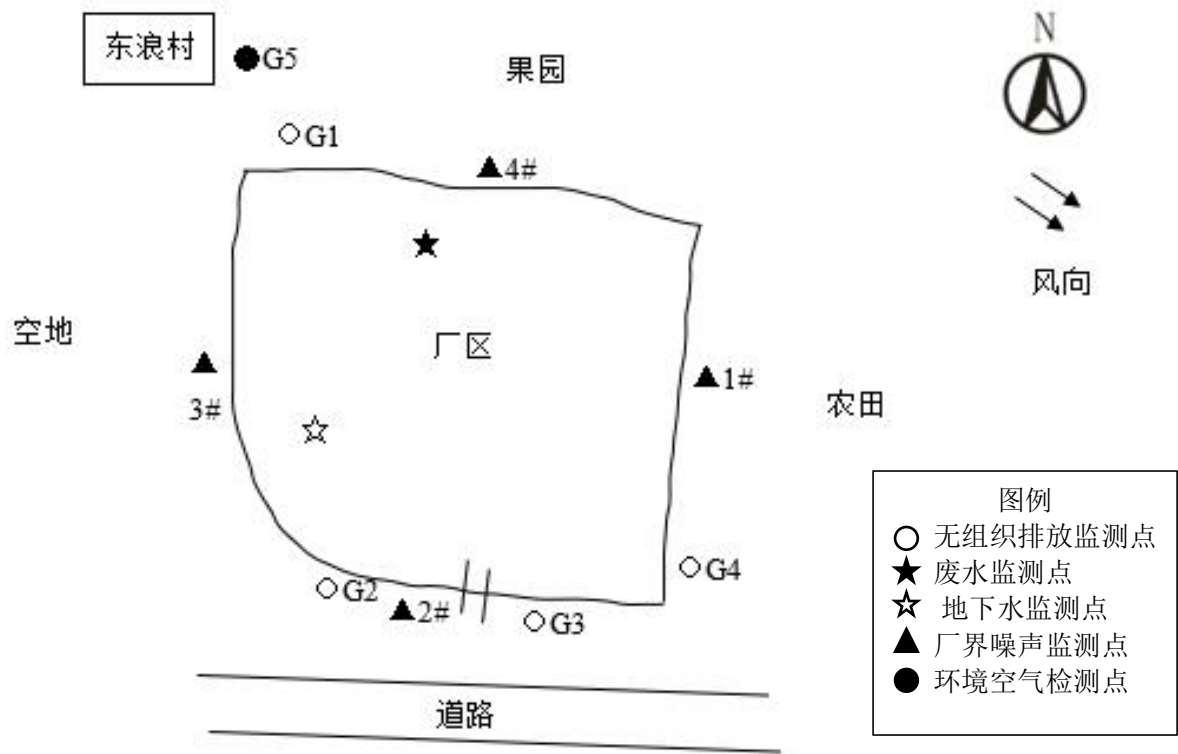 东浪村
G5
果园
N
G1
4#
风向
空地
厂区
3#
1#
农田
G2
2#
G3
G4
道路
图例
无组织排放监测点
废水监测点
地下水监测点
厂界噪声监测点
环境空气检测点